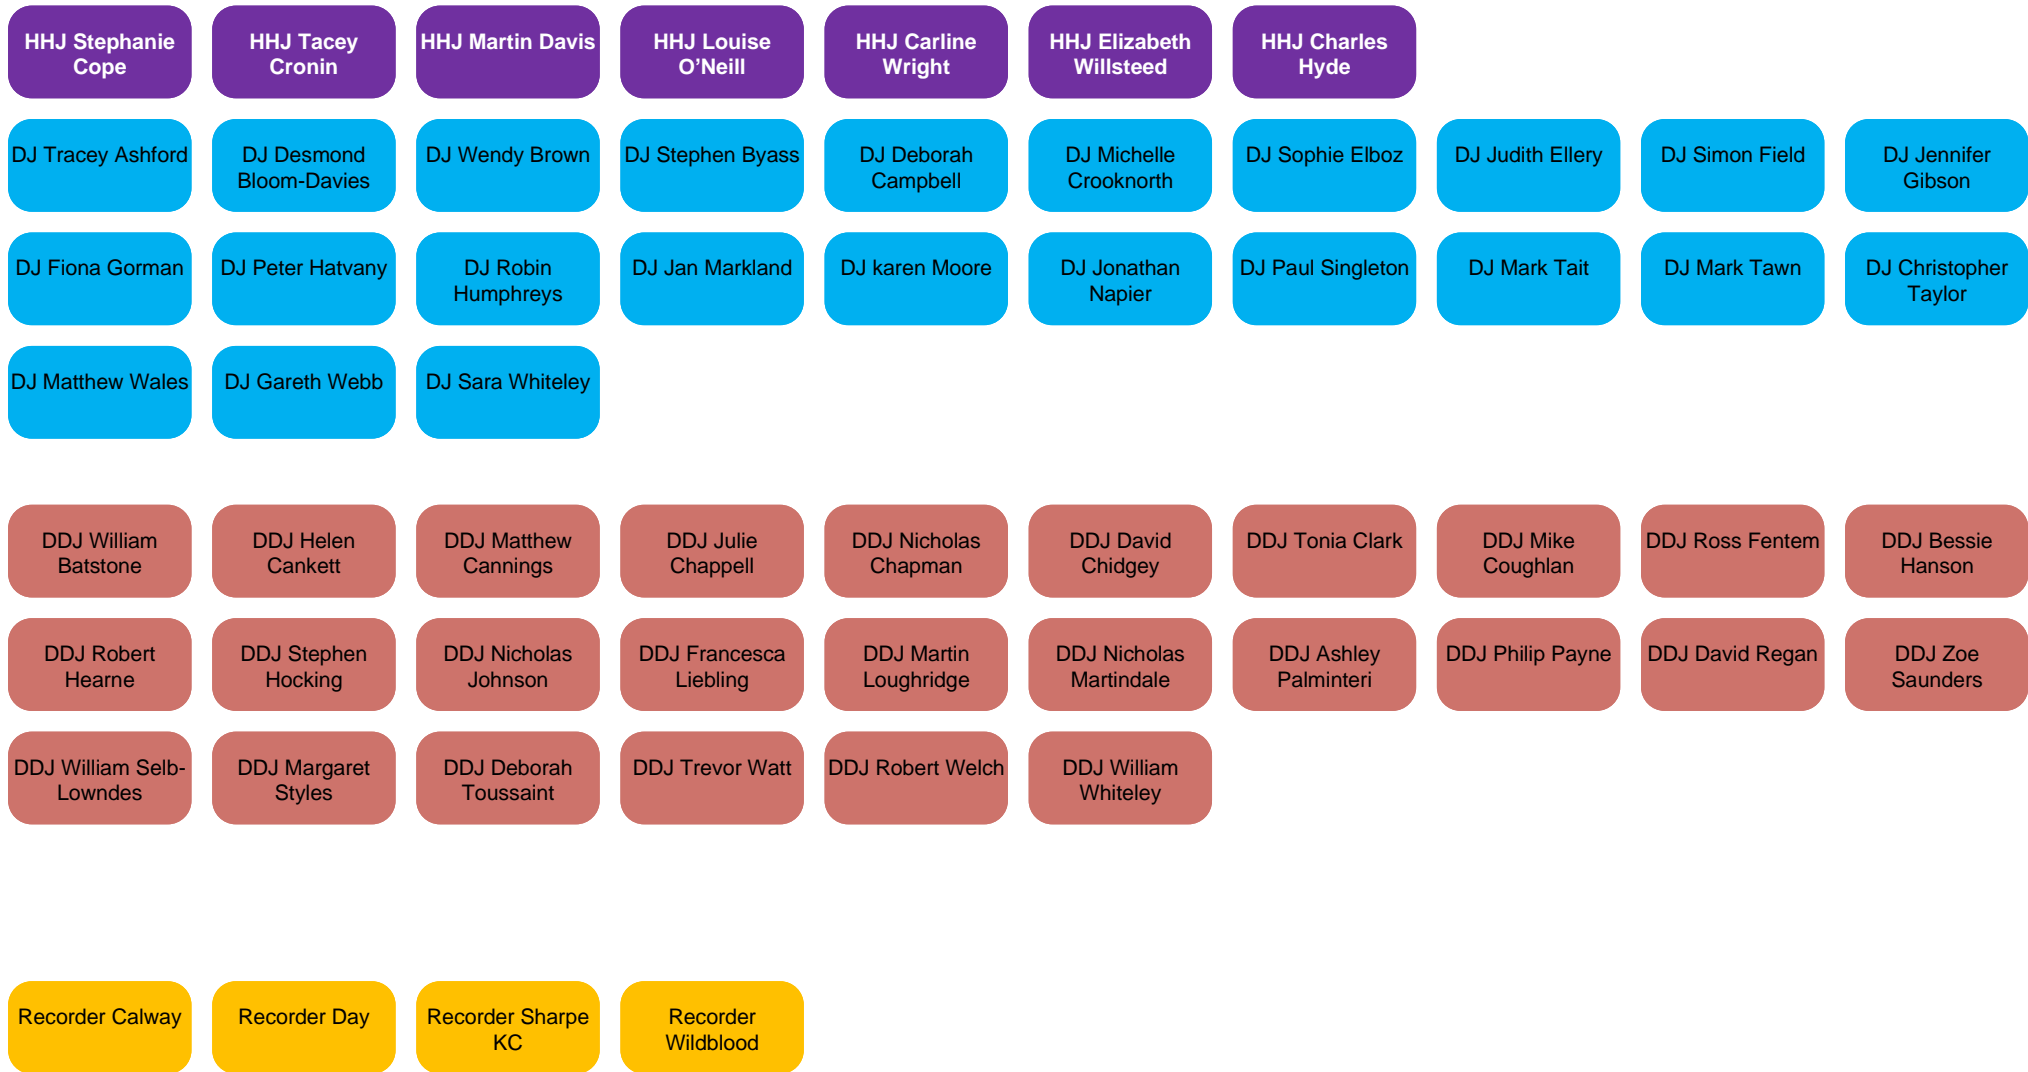 HHJ Stephanie
Cope
HHJ Tacey
Cronin
HHJ Martin Davis
HHJ Louise
O’Neill
HHJ Carline
Wright
HHJ Elizabeth
Willsteed
HHJ Charles
Hyde
DJ Tracey Ashford
DJ Desmond
Bloom-Davies
DJ Wendy Brown
DJ Stephen Byass
DJ Deborah
Campbell
DJ Michelle
Crooknorth
DJ Sophie Elboz
DJ Judith Ellery
DJ Simon Field
DJ Jennifer
Gibson
DJ Fiona Gorman
DJ Peter Hatvany
DJ Robin
Humphreys
DJ Jan Markland
DJ karen Moore
DJ Jonathan
Napier
DJ Paul Singleton
DJ Mark Tait
DJ Mark Tawn
DJ Christopher
Taylor
DJ Matthew Wales
DJ Gareth Webb
DJ Sara Whiteley
DDJ William
Batstone
DDJ Helen
Cankett
DDJ Matthew
Cannings
DDJ Julie
Chappell
DDJ Nicholas
Chapman
DDJ David
Chidgey
DDJ Tonia Clark
DDJ Mike
Coughlan
DDJ Ross Fentem
DDJ Bessie
Hanson
DDJ Robert
Hearne
DDJ Stephen
Hocking
DDJ Nicholas
Johnson
DDJ Francesca
Liebling
DDJ Martin
Loughridge
DDJ Nicholas
Martindale
DDJ Ashley
Palminteri
DDJ Philip Payne
DDJ David Regan
DDJ Zoe
Saunders
DDJ William Selb-
Lowndes
DDJ Margaret
Styles
DDJ Deborah
Toussaint
DDJ Trevor Watt
DDJ Robert Welch
DDJ William
Whiteley
Recorder Calway
Recorder Day
Recorder Sharpe
KC
Recorder
Wildblood